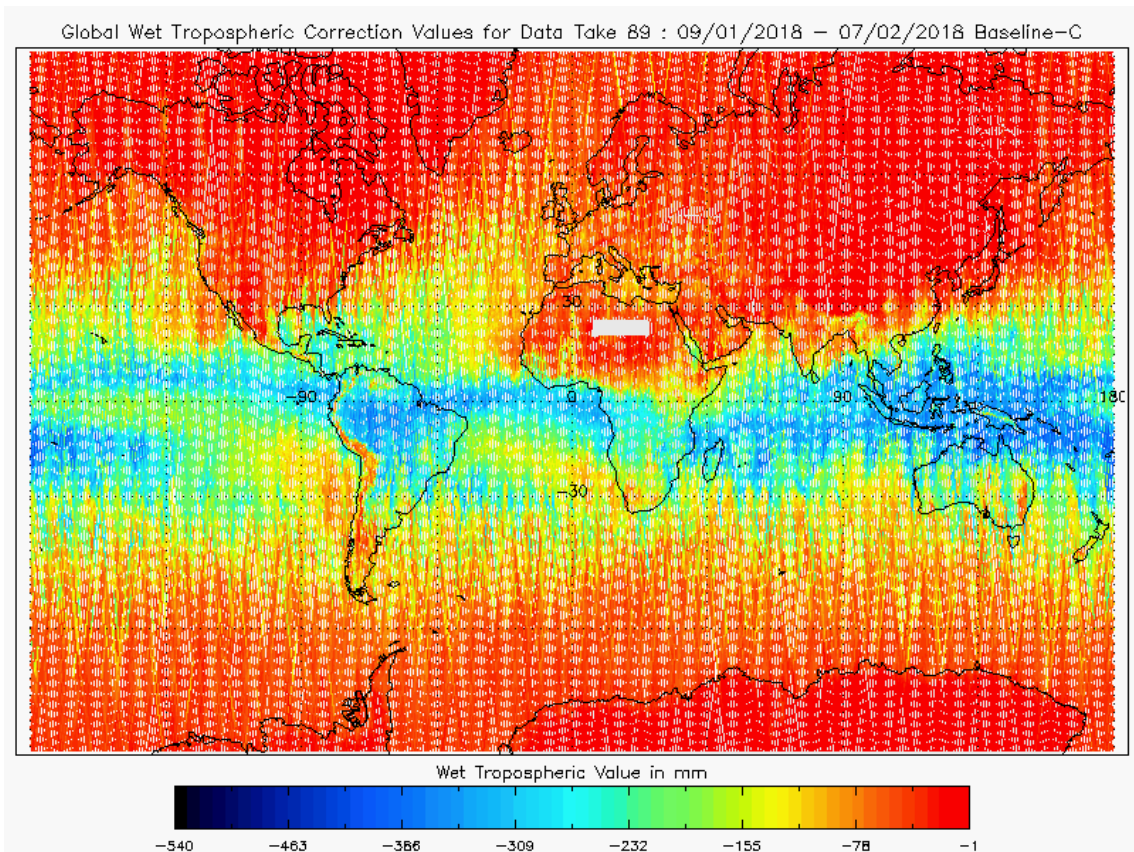 Global Wet Tropospheric Correction Values for Data Take 89 : 09/01/2018 - 07/02/2018 Baseline-C
30
-90 0 90 180
-30
Wet Tropospheric Value in mm
-540 -463 -386 -309 -232 -155 -78 -1